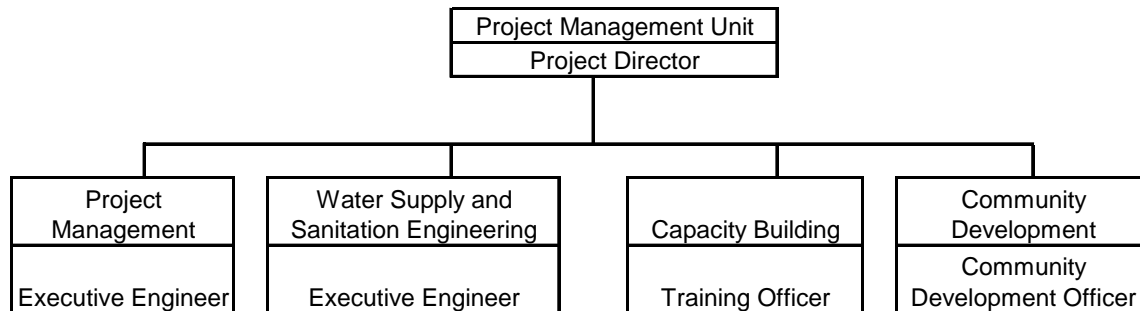 Project Management Unit
Project Director
Project
Management
Executive Engineer
Water Supply and
Sanitation Engineering
Executive Engineer
Capacity Building
Training Officer
Community
Development
Community
Development Officer